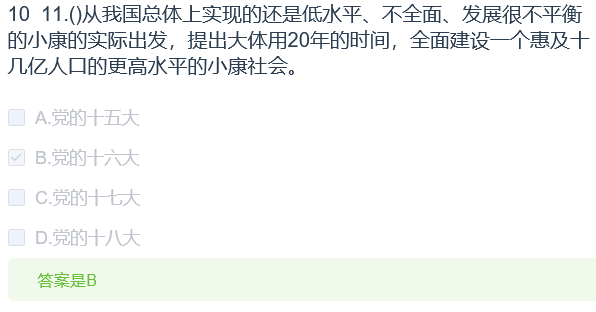 10 11.()从我国总体上实现的还是低水平、不全面、发展很不平衡
的小康的实际出发，提出大体用20年的时间，全面建设一个惠及十
几亿人口的更高水平的小康社会。
A.党的十五大
B.党的十六大
C.党的十七大
D.党的十八大
答案是B